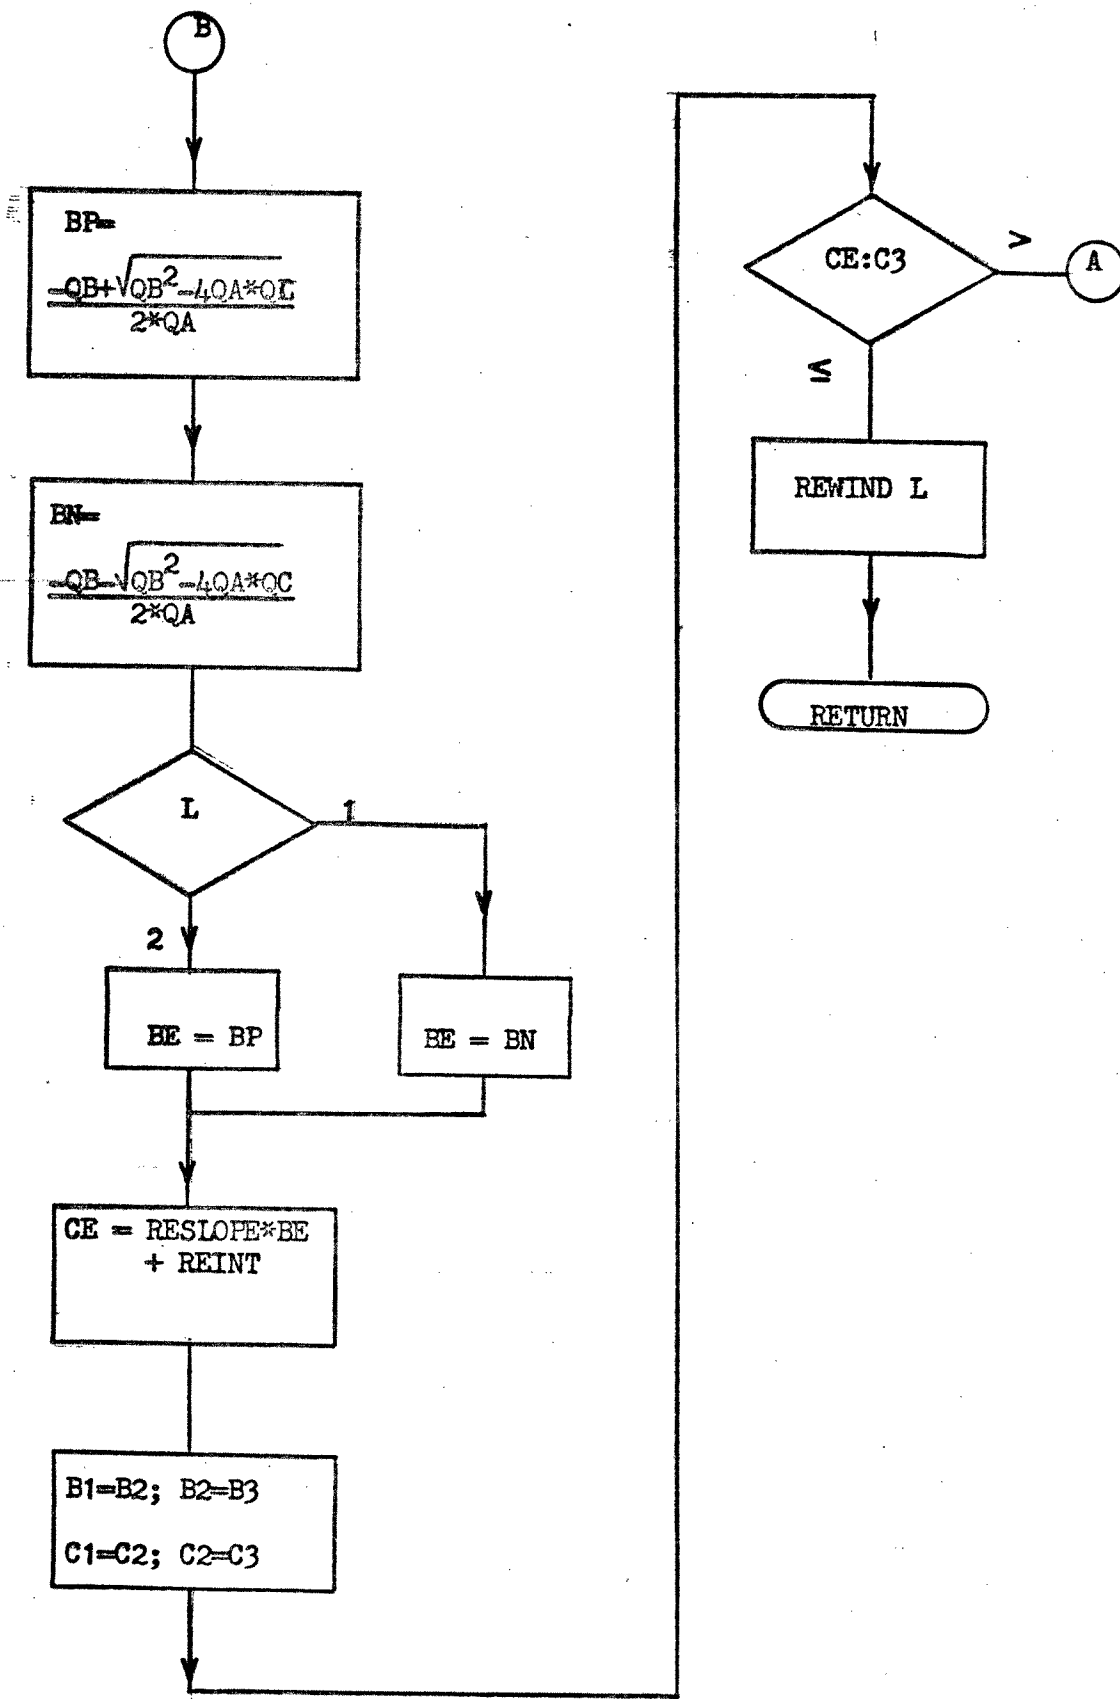 B
BP=
-QB+√QB²-4QA*QC
2*QA
BN=
-QB-√QB²-4QA*QC
2*QA
L
1
2
BE = BP
BE = BN
CE = RESLOPE*BE
+ REINT
B1=B2; B2=B3
C1=C2; C2=C3
CE:C3
>
A
≤
REWIND L
RETURN